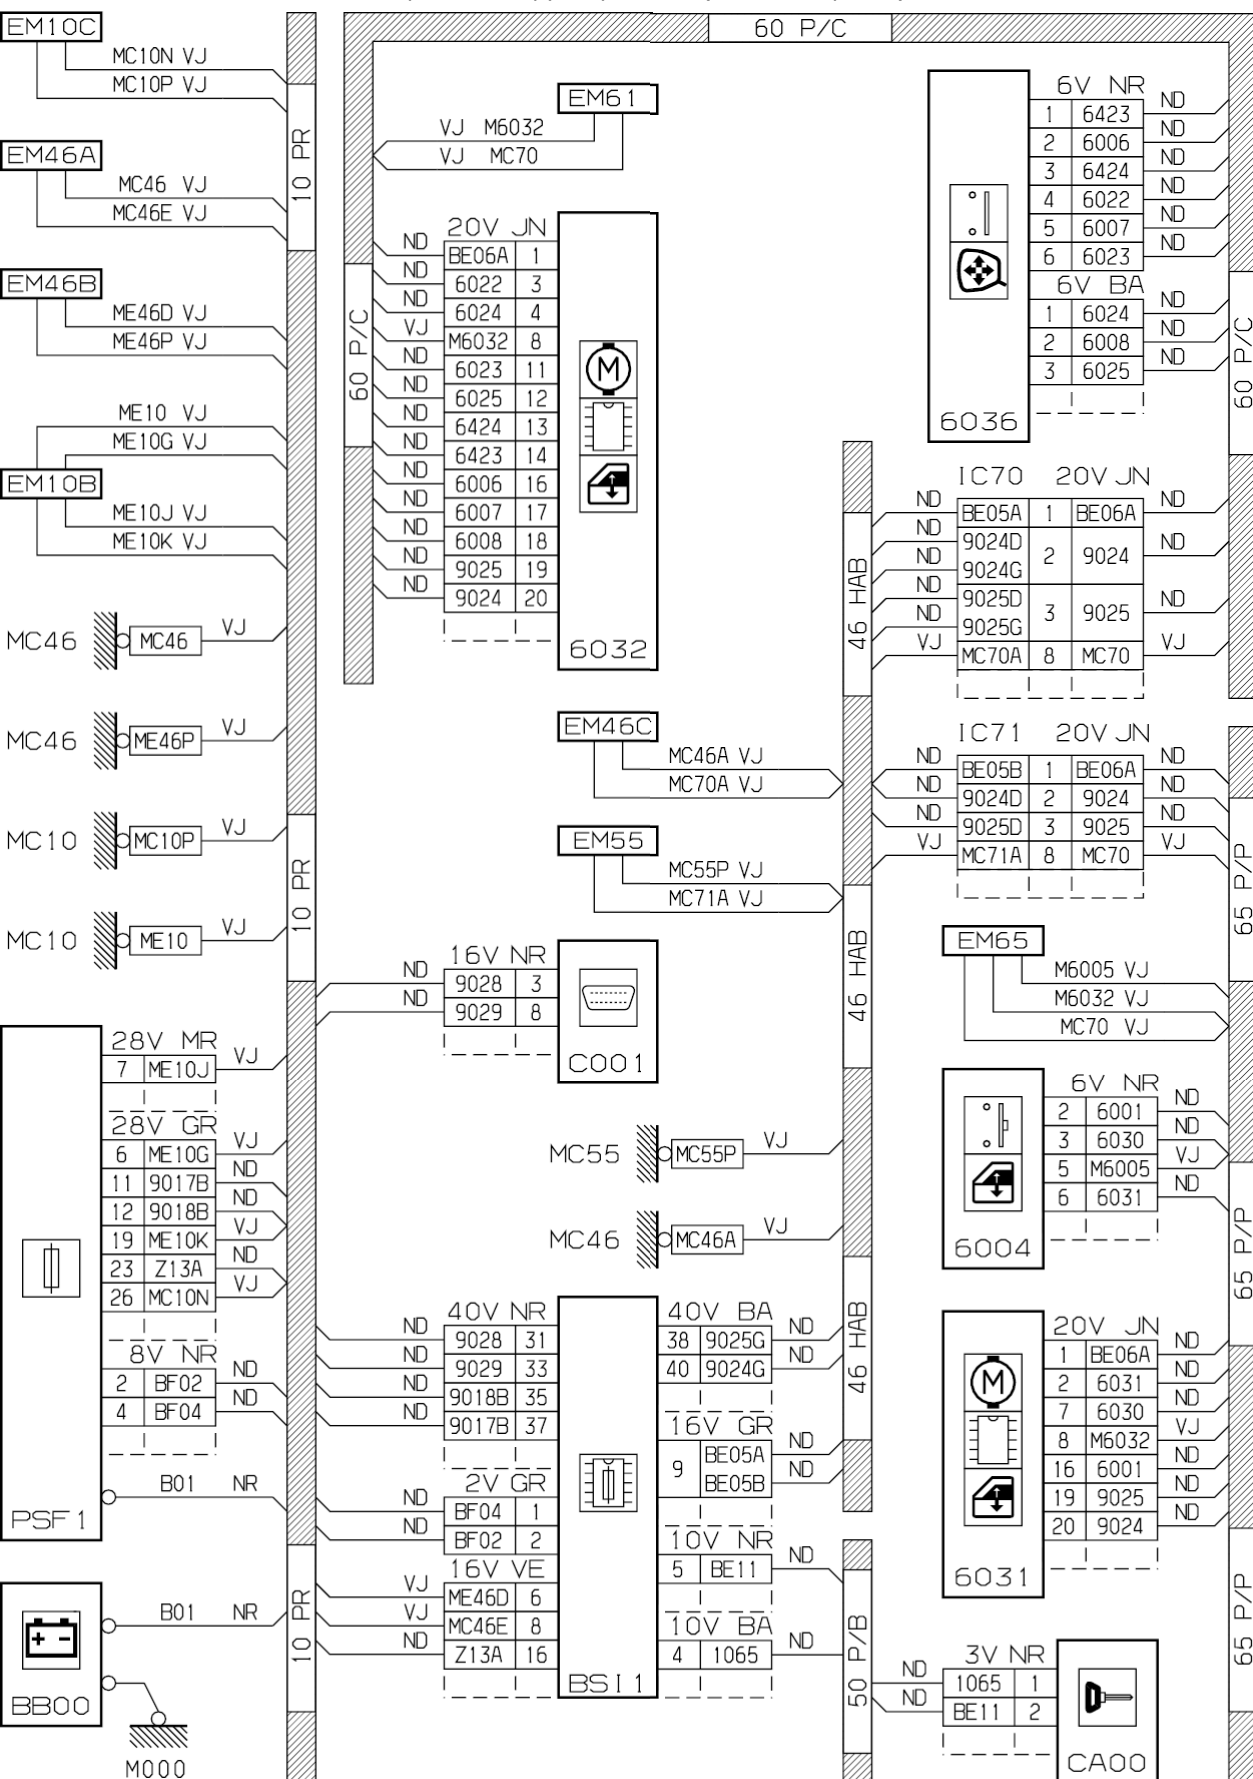 60 P/C
EM10C
MC10N VJ
MC10P VJ
10 PR
EM46A
MC46 VJ
MC46E VJ
EM46B
ME46D VJ
ME46P VJ
ME10 VJ
ME10G VJ
EM10B
ME10J VJ
ME10K VJ
MC46 MC46 VJ
MC46 ME46P VJ
MC10 MC10P VJ
MC10 ME10 VJ
10 PR
28V MR
7 ME10J VJ
28V GR
6 ME10G VJ
11 9017B ND
12 9018B ND
19 ME10K VJ
23 Z13A ND
26 MC10N VJ
8V NR
2 BF02 ND
4 BF04 ND
B01 NR
PSF1
B01 NR
BB00
M000
10 PR
EM61
VJ M6032
VJ MC70
60 P/C
20V JN
ND BE06A 1
ND 6022 3
ND 6024 4
VJ M6032 8
ND 6023 11
ND 6025 12
ND 6424 13
ND 6423 14
ND 6006 16
ND 6007 17
ND 6008 18
ND 9025 19
ND 9024 20
M
6032
EM46C
MC46A VJ
MC70A VJ
EM55
MC55P VJ
MC71A VJ
16V NR
ND 9028 3
ND 9029 8
C001
MC55 MC55P VJ
MC46 MC46A VJ
40V NR
ND 9028 31
ND 9029 33
ND 9018B 35
ND 9017B 37
2V GR
ND BF04 1
ND BF02 2
16V VE
VJ ME46D 6
VJ MC46E 8
ND Z13A 16
BSI1
40V BA
38 9025G ND
40 9024G ND
16V GR
9 BE05A ND
BE05B ND
10V NR
5 BE11 ND
10V BA
4 1065 ND
46 HAB
46 HAB
46 HAB
50 P/B
6V NR
1 6423 ND
2 6006 ND
3 6424 ND
4 6022 ND
5 6007 ND
6 6023 ND
6V BA
1 6024 ND
2 6008 ND
3 6025 ND
6036
60 P/C
IC70 20V JN
ND BE05A 1 BE06A ND
ND 9024D 2 9024 ND
ND 9024G
ND 9025D 3 9025 ND
ND 9025G
VJ MC70A 8 MC70 VJ
IC71 20V JN
ND BE05B 1 BE06A ND
ND 9024D 2 9024 ND
ND 9025D 3 9025 ND
VJ MC71A 8 MC70 VJ
65 P/P
EM65
M6005 VJ
M6032 VJ
MC70 VJ
6V NR
2 6001 ND
3 6030 ND
5 M6005 VJ
6 6031 ND
6004
65 P/P
20V JN
1 BE06A ND
2 6031 ND
7 6030 ND
8 M6032 VJ
16 6001 ND
19 9025 ND
20 9024 ND
M
6031
65 P/P
3V NR
ND 1065 1
ND BE11 2
CA00